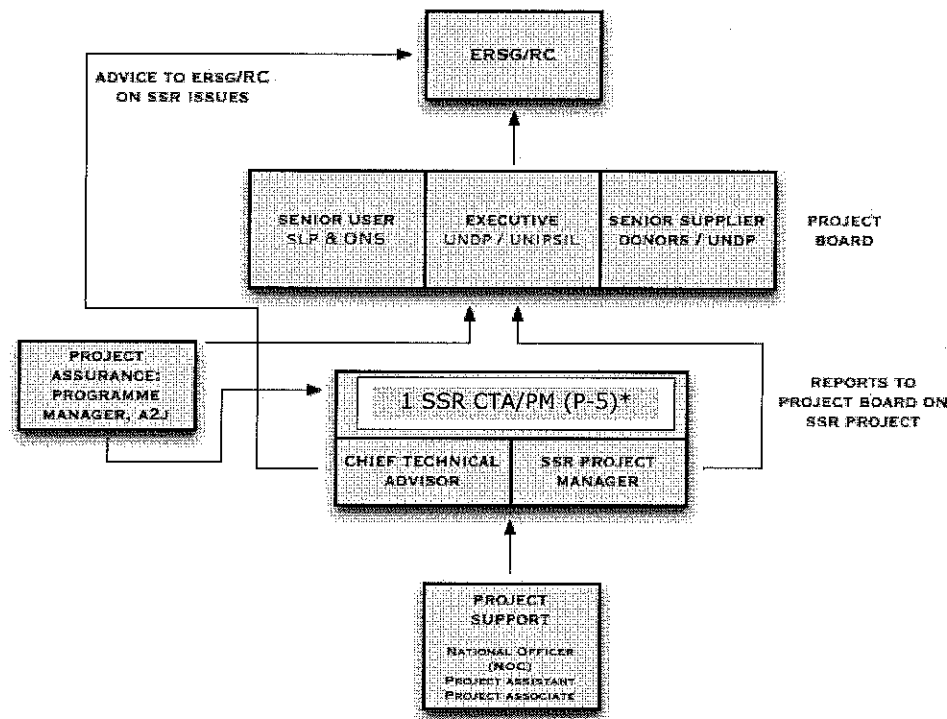 ERSG/RC
ADVICE TO ERSG/RC
ON SSR ISSUES
SENIOR USER
SLP & ONS
EXECUTIVE
UNDP / UNIPSIL
SENIOR SUPPLIER
DONORS / UNDP
PROJECT
BOARD
PROJECT
ASSURANCE:
PROGRAMME
MANAGER, A2J
1 SSR CTA/PM (P-5)*
CHIEF TECHNICAL
ADVISOR
SSR PROJECT
MANAGER
REPORTS TO
PROJECT BOARD ON
SSR PROJECT
PROJECT
SUPPORT
NATIONAL OFFICER
(NOC)
PROJECT ASSISTANT
PROJECT ASSOCIATE